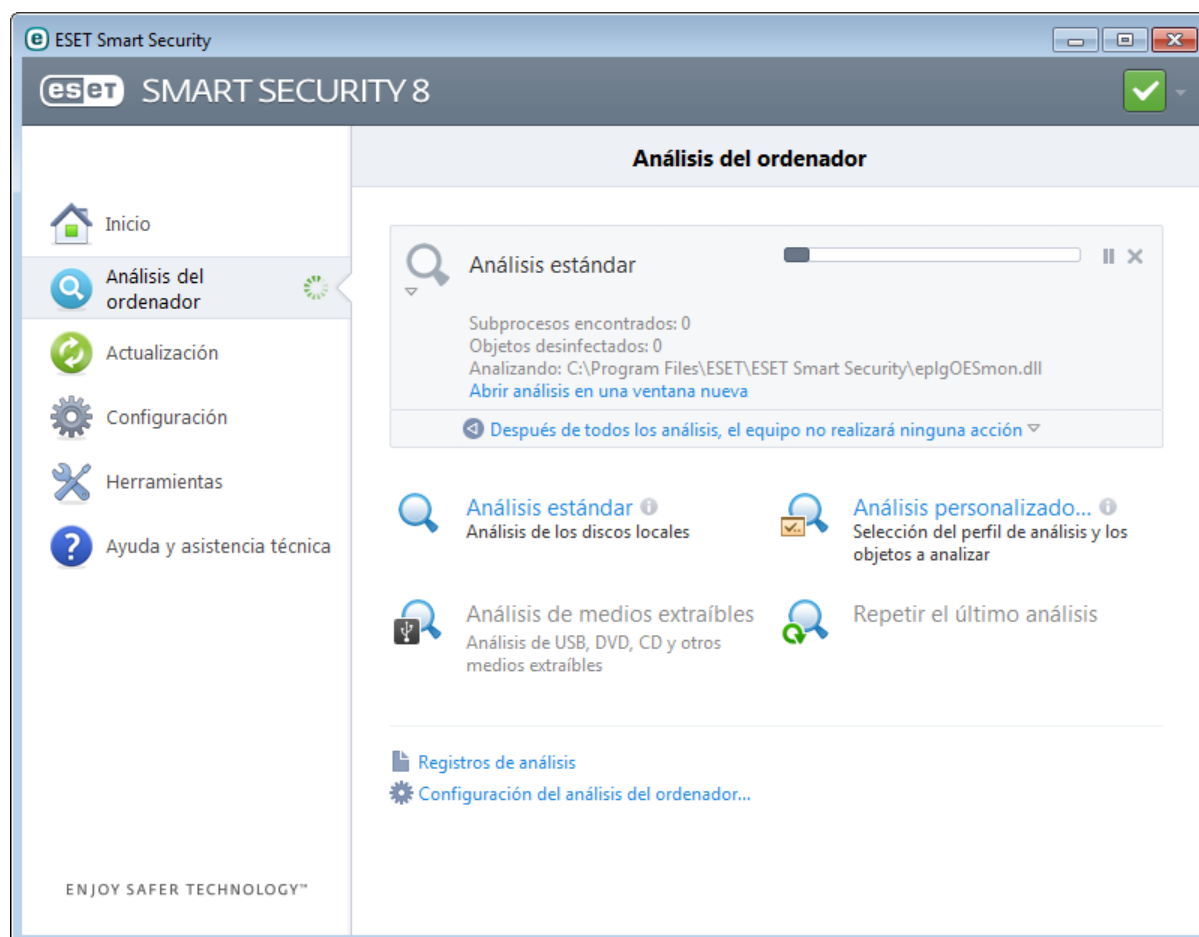 ESET Smart Security
eset SMART SECURITY 8
Análisis del ordenador
Inicio
Análisis del
ordenador
Actualización
Configuración
Herramientas
Ayuda y asistencia técnica
ENJOY SAFER TECHNOLOGY™
Análisis estándar
Subprocesos encontrados: 0
Objetos desinfectados: 0
Analizando: C:\Program Files\ESET\ESET Smart Security\eplgOESmon.dll
Abrir análisis en una ventana nueva
Después de todos los análisis, el equipo no realizará ninguna acción
Análisis estándar
Análisis de los discos locales
Análisis personalizado...
Selección del perfil de análisis y los
objetos a analizar
Análisis de medios extraíbles
Análisis de USB, DVD, CD y otros
medios extraíbles
Repetir el último análisis
Registros de análisis
Configuración del análisis del ordenador...